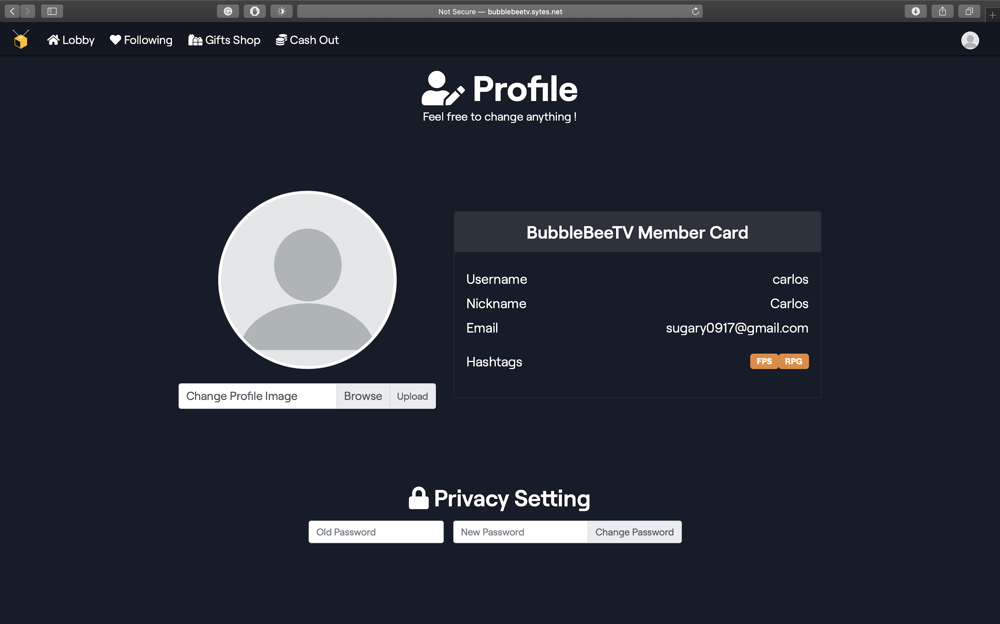 Not Secure — bubblebeetv.sytes.net
Lobby Following Gifts Shop Cash Out
Profile
Feel free to change anything !
BubbleBeeTV Member Card
Username carlos
Nickname Carlos
Email sugary0917@gmail.com
Hashtags FPS RPG
Change Profile Image Browse Upload
Privacy Setting
Old Password New Password Change Password